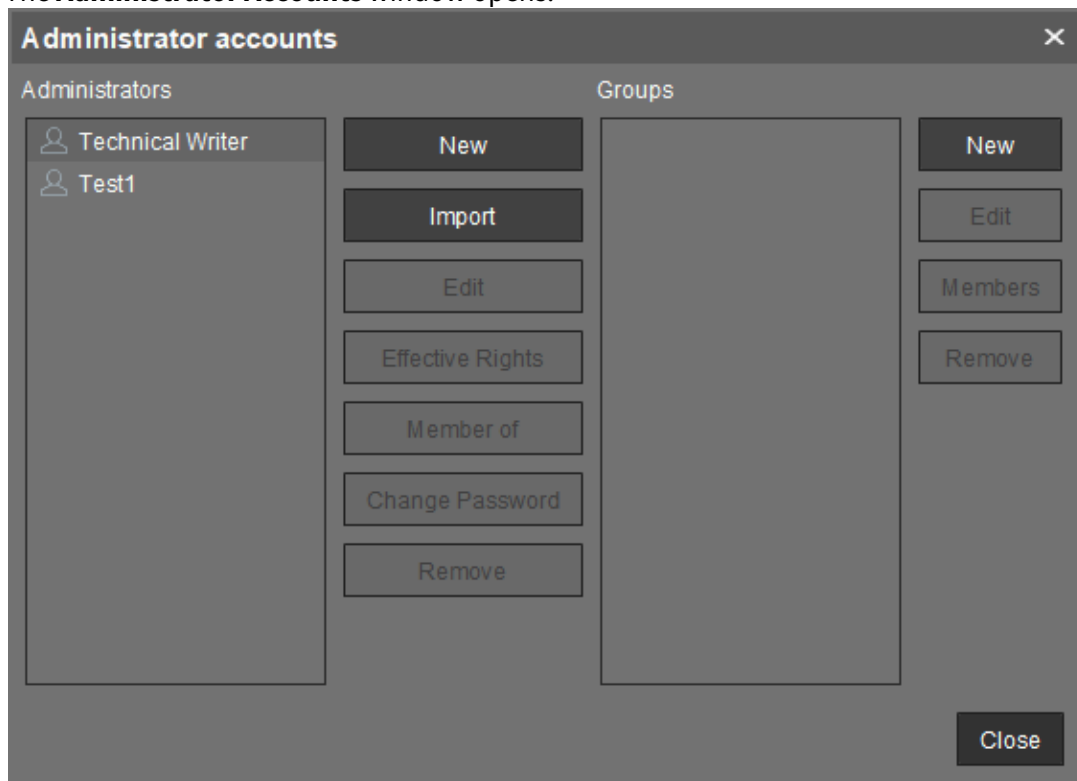 Administrator accounts
Administrators
Groups
Technical Writer
Test1
New
Import
Edit
Effective Rights
Member of
Change Password
Remove
New
Edit
Members
Remove
Close